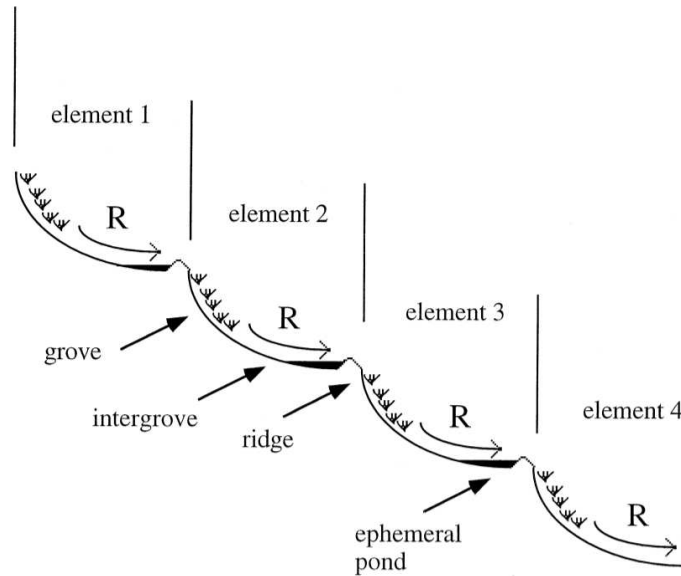 element 1
R
element 2
R
element 3
grove
R
element 4
intergrove
ridge
R
ephemeral
pond